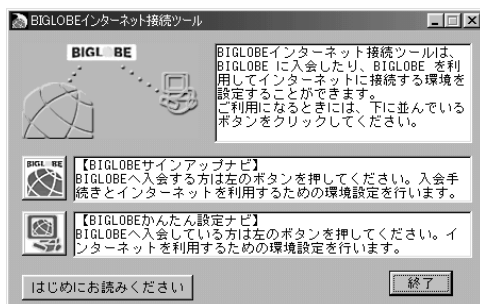 BIGLOBEインターネット接続ツール
BIGLOBE
BIGLOBEインターネット接続ツールは、
BIGLOBE に入会したり、BIGLOBE を利
用してインターネットに接続する環境を
設定することができます。
ご利用になるときには、下に並んでいる
ボタンをクリックしてください。
BIGLOBE
【BIGLOBEサインアップナビ】
BIGLOBEへ入会する方は左のボタンを押してください。入会手
続きとインターネットを利用するための環境設定を行います。
【BIGLOBEかんたん設定ナビ】
BIGLOBEへ入会している方は左のボタンを押してください。イ
ンターネットを利用するための環境設定を行います。
はじめにお読みください
終了